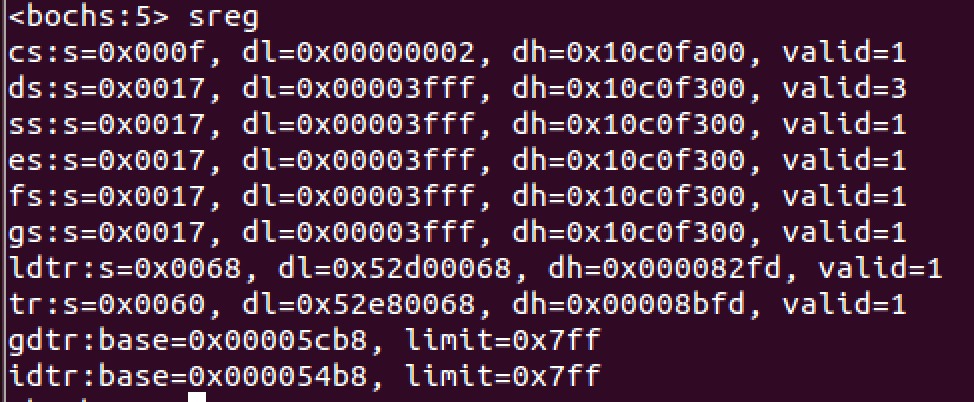 <bochs:5> sreg
cs:s=0x000f, dl=0x00000002, dh=0x10c0fa00, valid=1
ds:s=0x0017, dl=0x00003fff, dh=0x10c0f300, valid=3
ss:s=0x0017, dl=0x00003fff, dh=0x10c0f300, valid=1
es:s=0x0017, dl=0x00003fff, dh=0x10c0f300, valid=1
fs:s=0x0017, dl=0x00003fff, dh=0x10c0f300, valid=1
gs:s=0x0017, dl=0x00003fff, dh=0x10c0f300, valid=1
ldtr:s=0x0068, dl=0x52d00068, dh=0x000082fd, valid=1
tr:s=0x0060, dl=0x52e80068, dh=0x00008bfd, valid=1
gdtr:base=0x00005cb8, limit=0x7ff
idtr:base=0x000054b8, limit=0x7ff